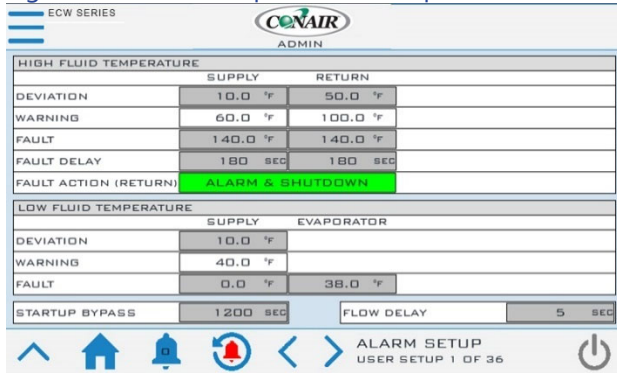 ECW SERIES
CONAIR
ADMIN
HIGH FLUID TEMPERATURE
SUPPLY RETURN
DEVIATION 10.0 °F 50.0 °F
WARNING 60.0 °F 100.0 °F
FAULT 140.0 °F 140.0 °F
FAULT DELAY 180 SEC 180 SEC
FAULT ACTION (RETURN) ALARM & SHUTDOWN
LOW FLUID TEMPERATURE
SUPPLY EVAPORATOR
DEVIATION 10.0 °F
WARNING 40.0 °F
FAULT 0.0 °F 38.0 °F
STARTUP BYPASS 1200 SEC FLOW DELAY 5 SEC
0
ALARM SETUP
USER SETUP 1 OF 36